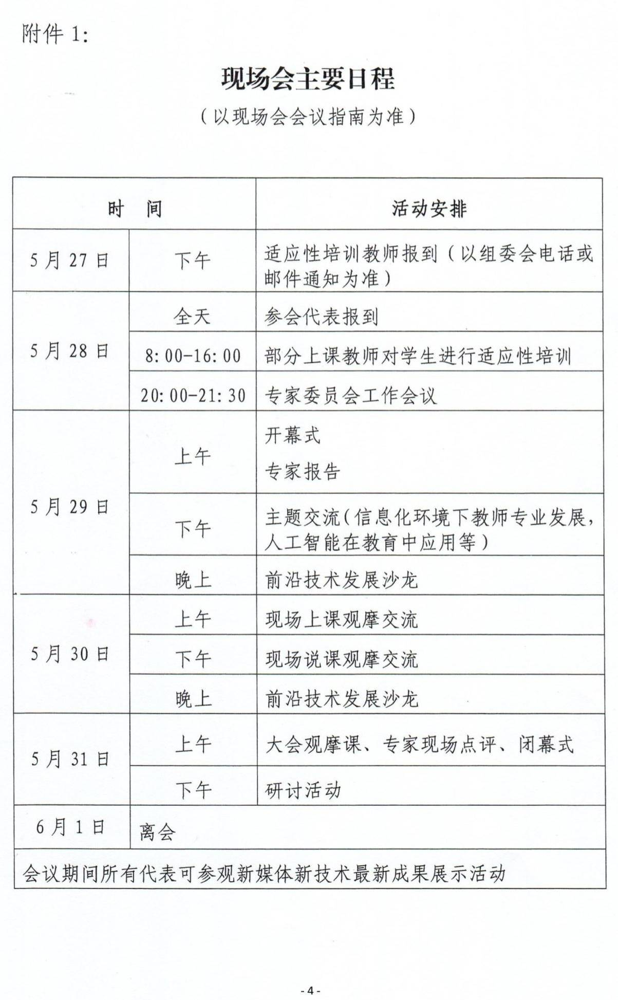 附件 1:
现场会主要日程
（以现场会会议指南为准）
时 间
活动安排
5 月 27 日
下午
适应性培训教师报到（以组委会电话或
邮件通知为准）
5 月 28 日
全天
参会代表报到
8:00-16:00
部分上课教师对学生进行适应性培训
20:00-21:30
专家委员会工作会议
5 月 29 日
上午
开幕式
专家报告
下午
主题交流(信息化环境下教师专业发展,
人工智能在教育中应用等）
晚上
前沿技术发展沙龙
5 月 30 日
上午
现场上课观摩交流
下午
现场说课观摩交流
晚上
前沿技术发展沙龙
5 月 31 日
上午
大会观摩课、专家现场点评、闭幕式
下午
研讨活动
6 月 1 日
离会
会议期间所有代表可参观新媒体新技术最新成果展示活动
- 4 -